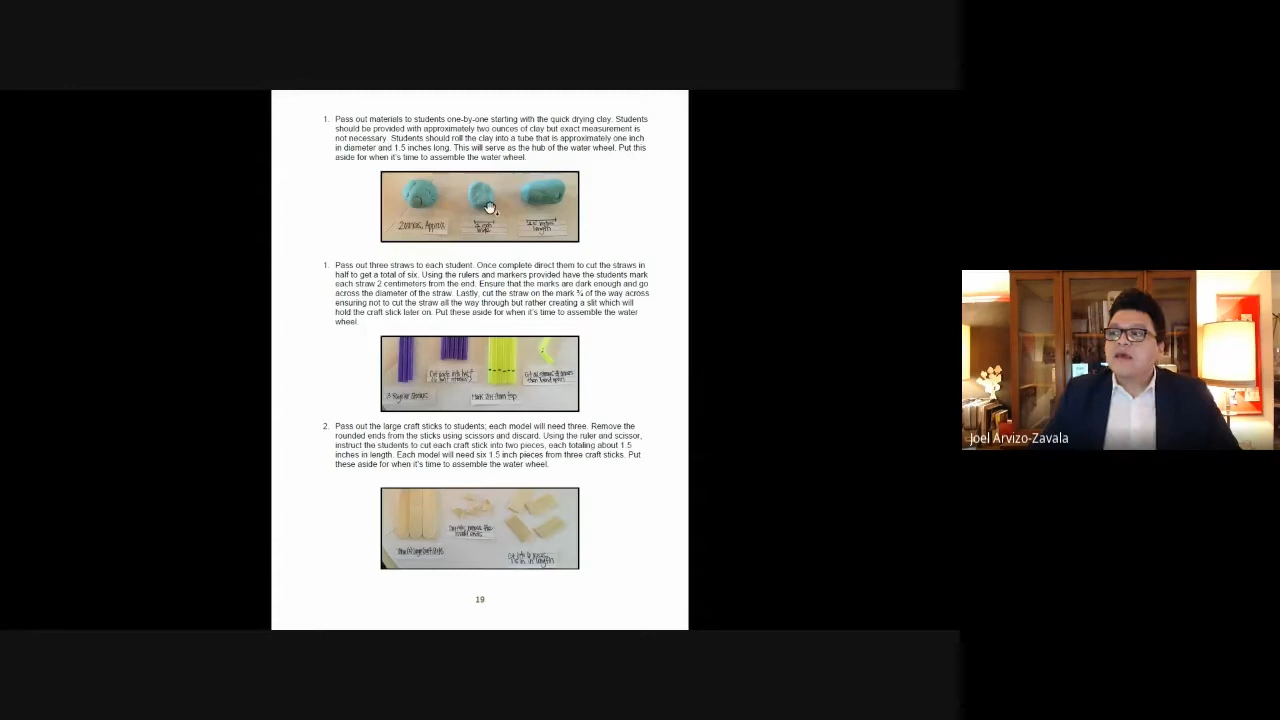 1. Pass out materials to students one-by-one starting with the quick drying clay. Students
should be provided with approximately two ounces of clay but exact measurement is
not necessary. Students should roll the clay into a tube that is approximately one inch
in diameter and 1.5 inches long. This will serve as the hub of the water wheel. Put this
aside for when it's time to assemble the water wheel.
2 ounces, Approx
length
1. Pass out three straws to each student. Once complete direct them to cut the straws in
half to get a total of six. Using the rulers and markers provided have the students mark
each straw 2 centimeters from the end. Ensure that the marks are dark enough and go
across the diameter of the straw. Lastly, cut the straw on the mark ¾ of the way across
ensuring not to cut the straw all the way through but rather creating a slit which will
hold the craft stick later on. Put these aside for when it's time to assemble the water
wheel.
3 Regular Straws
2. Pass out the large craft sticks to students; each model will need three. Remove the
rounded ends from the sticks using scissors and discard. Using the ruler and scissor,
instruct the students to cut each craft stick into two pieces, each totaling about 1.5
inches in length. Each model will need six 1.5 inch pieces from three craft sticks. Put
these aside for when it's time to assemble the water wheel.
19
Joel Arvizo-Zavala